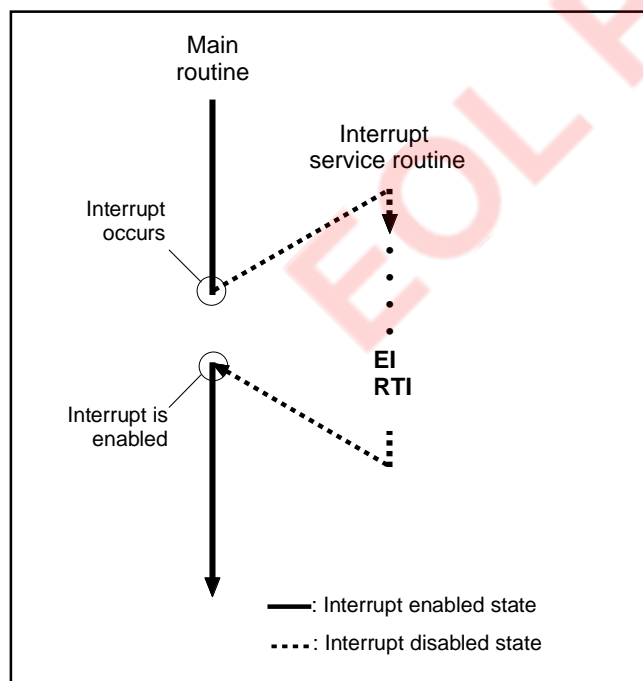 Main
routine
Interrupt
service routine
Interrupt
occurs
EI
RTI
Interrupt is
enabled
: Interrupt enabled state
: Interrupt disabled state
EOL